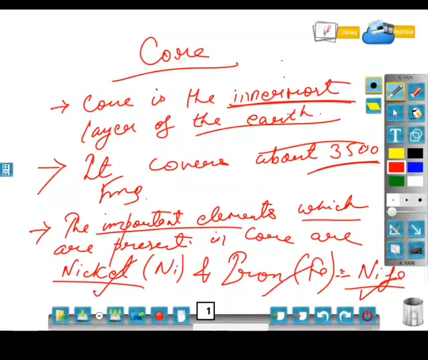 Core
→ Core is the innermost
layer of the earth.
→ It covers about 3500
kms.
→ The important elements which
are present in core are
Nickel (Ni) & Iron (Fe) = Nife
1